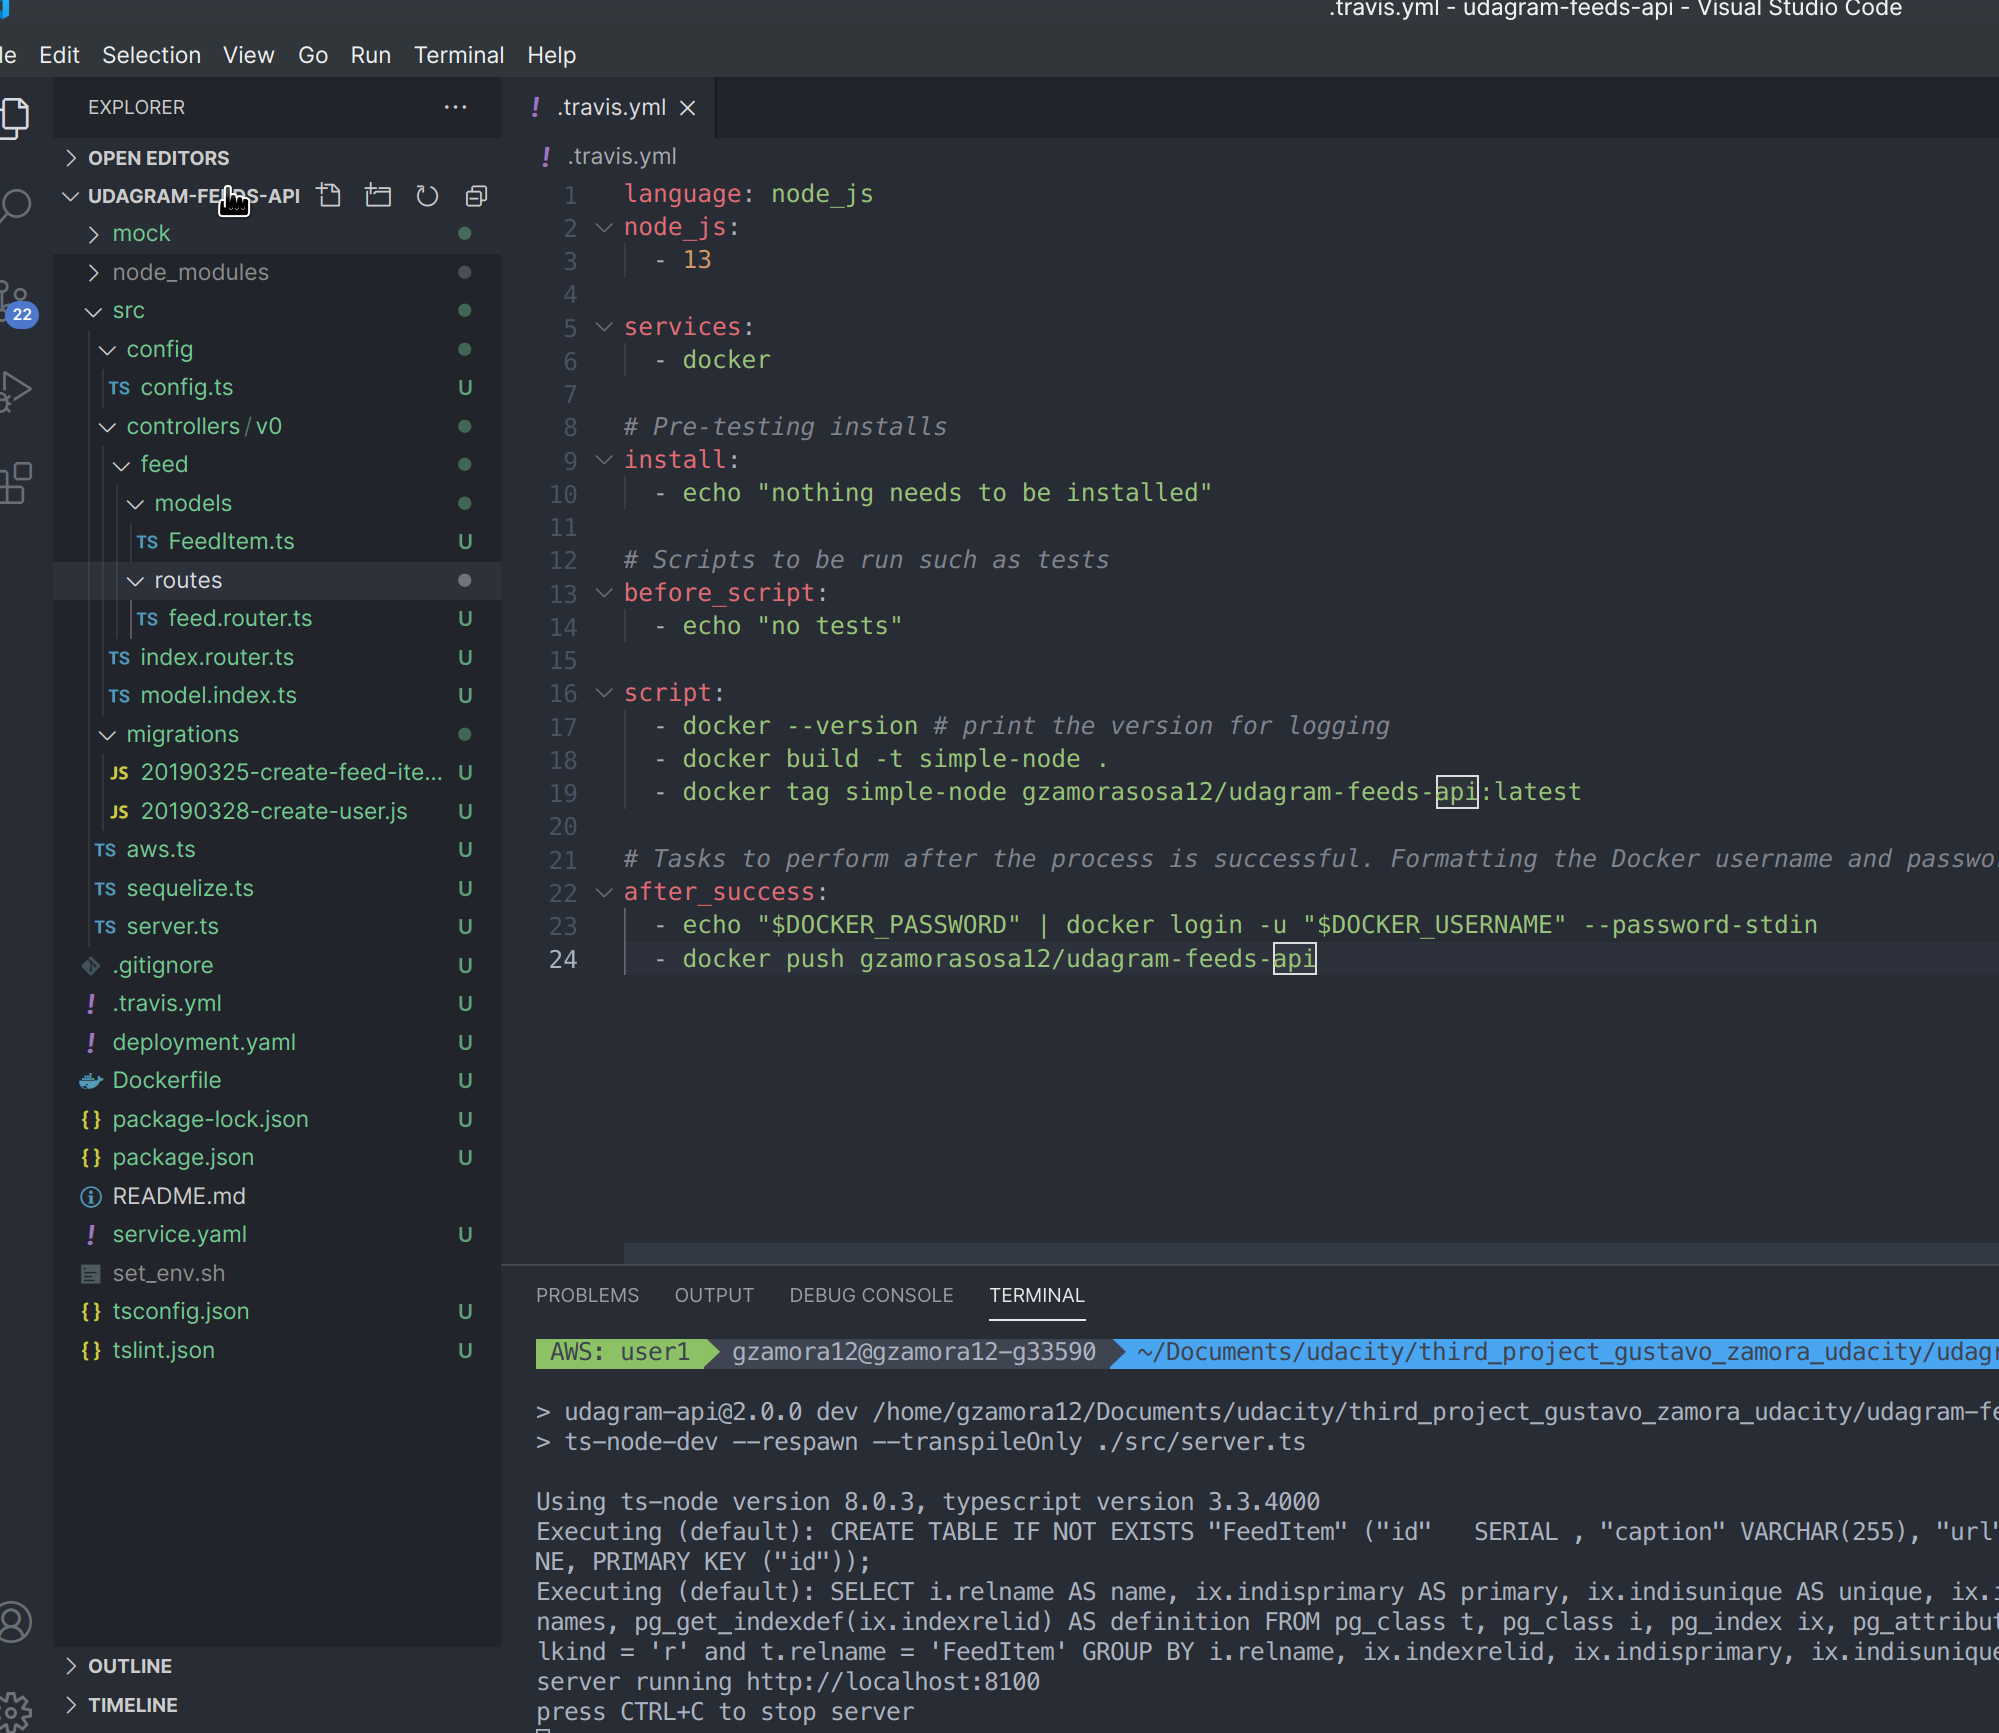 .travis.yml - udagram-feeds-api - Visual Studio Code
le Edit Selection View Go Run Terminal Help
EXPLORER
OPEN EDITORS
UDAGRAM-FEEDS-API
mock
node_modules
src
config
TS config.ts U
controllers/v0
feed
models
TS FeedItem.ts U
routes
TS feed.router.ts U
TS index.router.ts U
TS model.index.ts U
migrations
JS 20190325-create-feed-ite... U
JS 20190328-create-user.js U
TS aws.ts U
TS sequelize.ts U
TS server.ts U
.gitignore U
! .travis.yml U
! deployment.yaml U
Dockerfile U
{} package-lock.json U
{} package.json U
README.md
! service.yaml U
set_env.sh
{} tsconfig.json U
{} tslint.json U
OUTLINE
TIMELINE
22
! .travis.yml
! .travis.yml
1 language: node_js
2 node_js:
3 - 13
4
5 services:
6 - docker
7
8 # Pre-testing installs
9 install:
10 - echo "nothing needs to be installed"
11
12 # Scripts to be run such as tests
13 before_script:
14 - echo "no tests"
15
16 script:
17 - docker --version # print the version for logging
18 - docker build -t simple-node .
19 - docker tag simple-node gzamorasosa12/udagram-feeds-api:latest
20
21 # Tasks to perform after the process is successful. Formatting the Docker username and passwo
22 after_success:
23 - echo "$DOCKER_PASSWORD" | docker login -u "$DOCKER_USERNAME" --password-stdin
24 - docker push gzamorasosa12/udagram-feeds-api
PROBLEMS OUTPUT DEBUG CONSOLE TERMINAL
AWS: user1 gzamora12@gzamora12-g33590 ~/Documents/udacity/third_project_gustavo_zamora_udacity/udagr
> udagram-api@2.0.0 dev /home/gzamora12/Documents/udacity/third_project_gustavo_zamora_udacity/udagram-fe
> ts-node-dev --respawn --transpileOnly ./src/server.ts
Using ts-node version 8.0.3, typescript version 3.3.4000
Executing (default): CREATE TABLE IF NOT EXISTS "FeedItem" ("id" SERIAL , "caption" VARCHAR(255), "url"
NE, PRIMARY KEY ("id"));
Executing (default): SELECT i.relname AS name, ix.indisprimary AS primary, ix.indisunique AS unique, ix.i
names, pg_get_indexdef(ix.indexrelid) AS definition FROM pg_class t, pg_class i, pg_index ix, pg_attribut
lkind = 'r' and t.relname = 'FeedItem' GROUP BY i.relname, ix.indexrelid, ix.indisprimary, ix.indisunique
server running http://localhost:8100
press CTRL+C to stop server